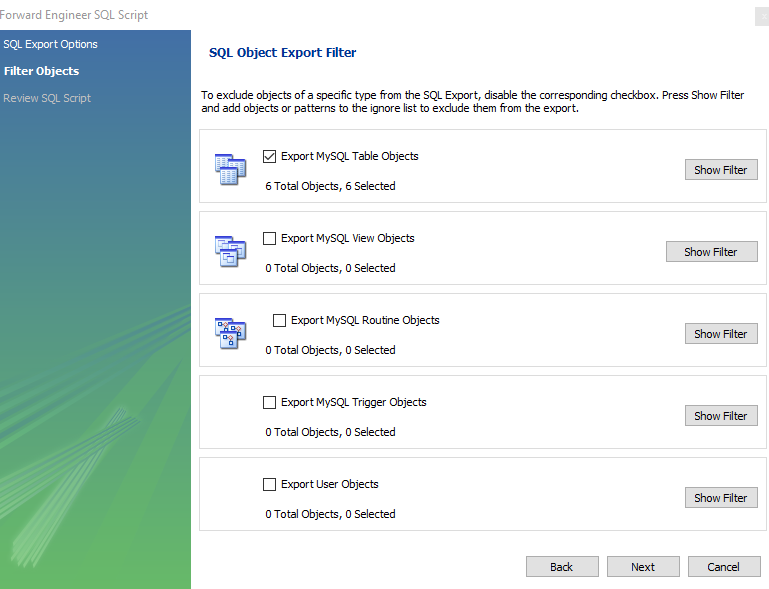 Forward Engineer SQL Script
SQL Export Options
Filter Objects
Review SQL Script
SQL Object Export Filter
To exclude objects of a specific type from the SQL Export, disable the corresponding checkbox. Press Show Filter
and add objects or patterns to the ignore list to exclude them from the export.
Export MySQL Table Objects
6 Total Objects, 6 Selected
Show Filter
Export MySQL View Objects
0 Total Objects, 0 Selected
Show Filter
Export MySQL Routine Objects
0 Total Objects, 0 Selected
Show Filter
Export MySQL Trigger Objects
0 Total Objects, 0 Selected
Show Filter
Export User Objects
0 Total Objects, 0 Selected
Show Filter
Back
Next
Cancel